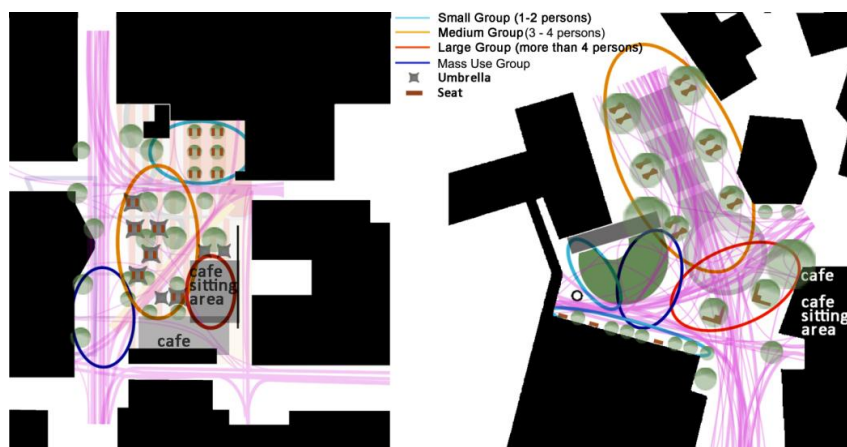 Small Group (1-2 persons)
Medium Group (3 - 4 persons)
Large Group (more than 4 persons)
Mass Use Group
Umbrella
Seat
cafe
sitting
area
cafe
cafe
cafe
sitting
area